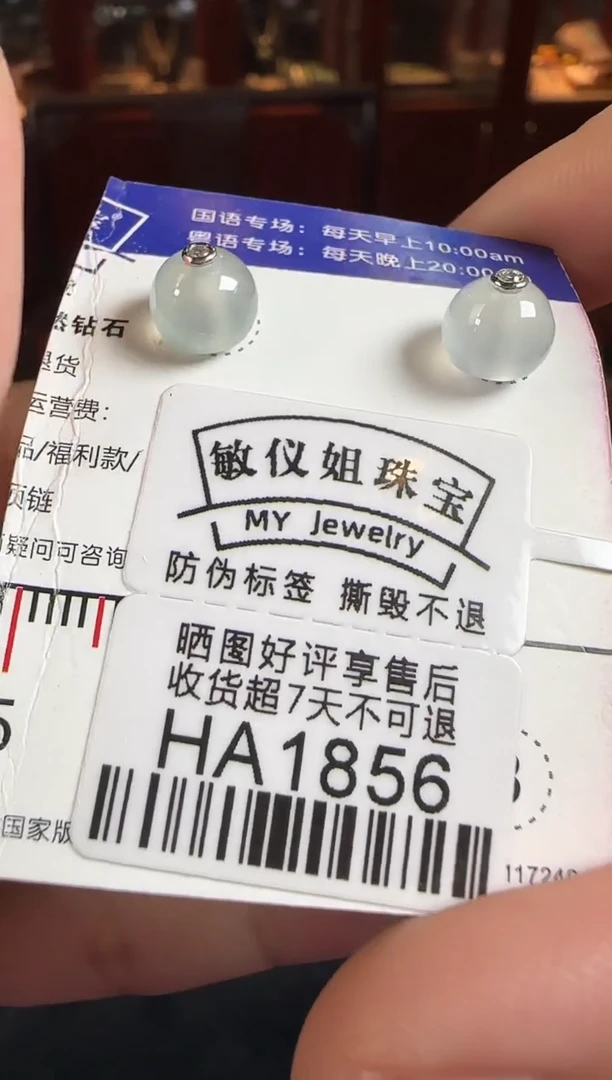 国语专场：每天早上10:00am
粤语专场：每天晚上20:00
钻石
退货
运营费：
品/福利款/
项链
疑问可咨询
敏仪姐珠宝
MY Jewelry
防伪标签 撕毁不退
晒图好评享售后
收货超7天不可退
HA1856
5
国家版
117246